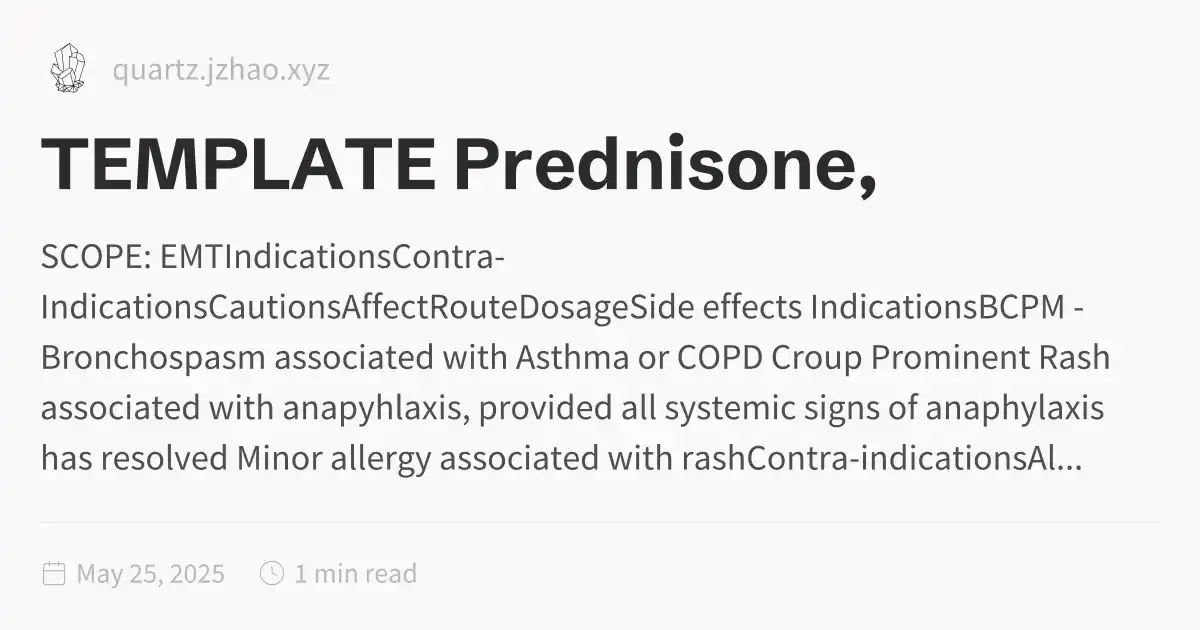 quartz.jzhao.xyz
TEMPLATE Prednisone,
SCOPE: EMTIndicationsContra-
IndicationsCautionsAffectRouteDosageSide effects IndicationsBCPM -
Bronchospasm associated with Asthma or COPD Croup Prominent Rash
associated with anapyhlaxis, provided all systemic signs of anaphylaxis
has resolved Minor allergy associated with rashContra-indicationsAl...
May 25, 2025 1 min read